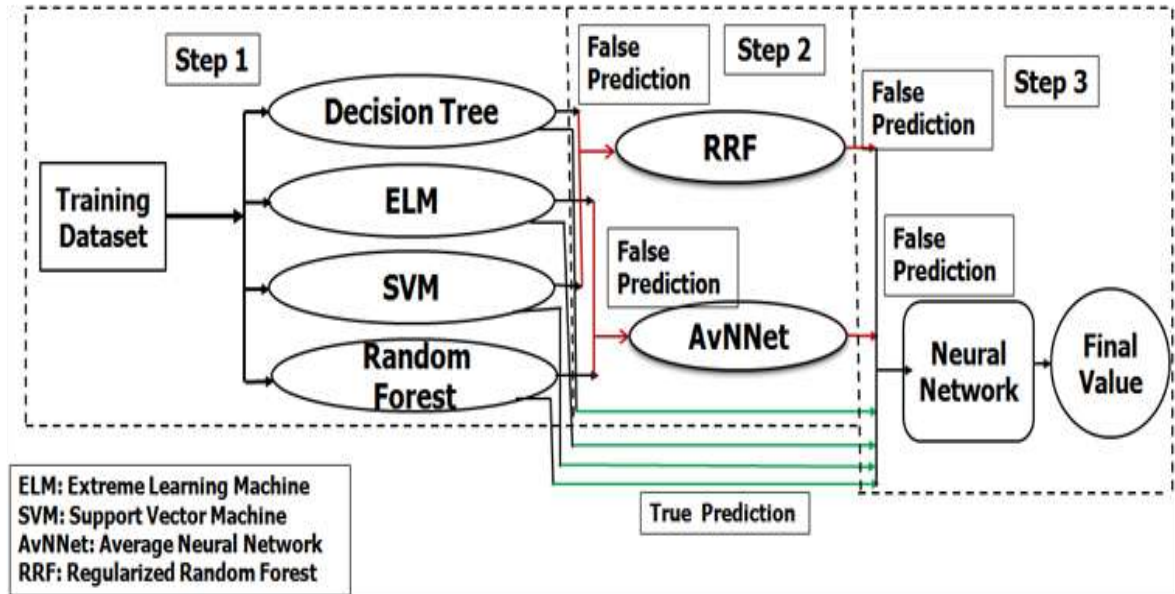 Step 1
Training
Dataset
Decision Tree
ELM
SVM
Random
Forest
False
Prediction
Step 2
RRF
False
Prediction
AvNNet
True Prediction
False
Prediction
Step 3
False
Prediction
Neural
Network
Final
Value
ELM: Extreme Learning Machine
SVM: Support Vector Machine
AvNNet: Average Neural Network
RRF: Regularized Random Forest